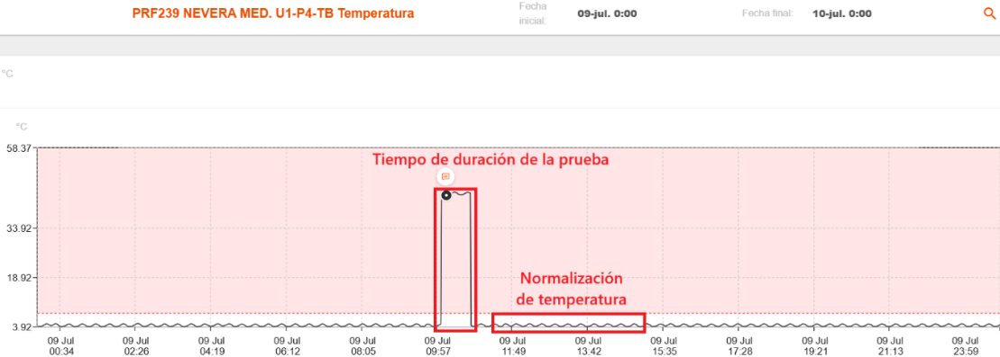 PRF239 NEVERA MED. U1-P4-TB Temperatura
Fecha
inicial:
09-jul. 0:00
Fecha final:
10-jul. 0:00
°C
°C
58.37
Tiempo de duración de la prueba
33.92
18.92
Normalización
de temperatura
3.92
09 Jul
00:34
09 Jul
02:26
09 Jul
04:19
09 Jul
06:12
09 Jul
08:05
09 Jul
09:57
09 Jul
11:49
09 Jul
13:42
09 Jul
15:35
09 Jul
17:28
09 Jul
19:21
09 Jul
21:13
09 Jul
23:59